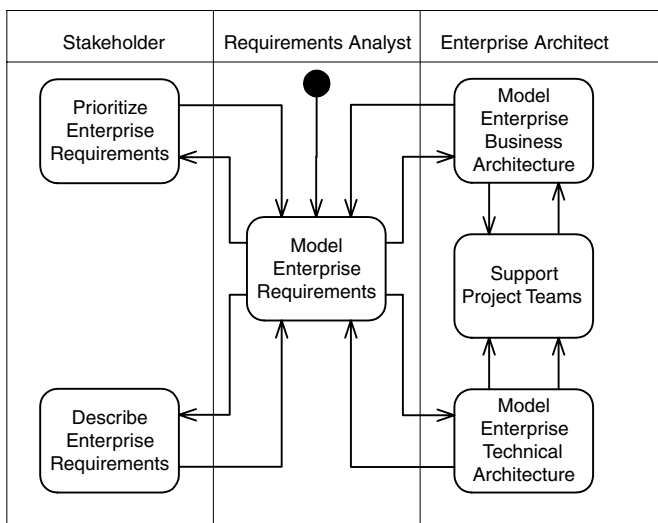 Stakeholder
Requirements Analyst
Enterprise Architect
Prioritize
Enterprise
Requirements
Model
Enterprise
Business
Architecture
Model
Enterprise
Requirements
Support
Project Teams
Describe
Enterprise
Requirements
Model
Enterprise
Technical
Architecture